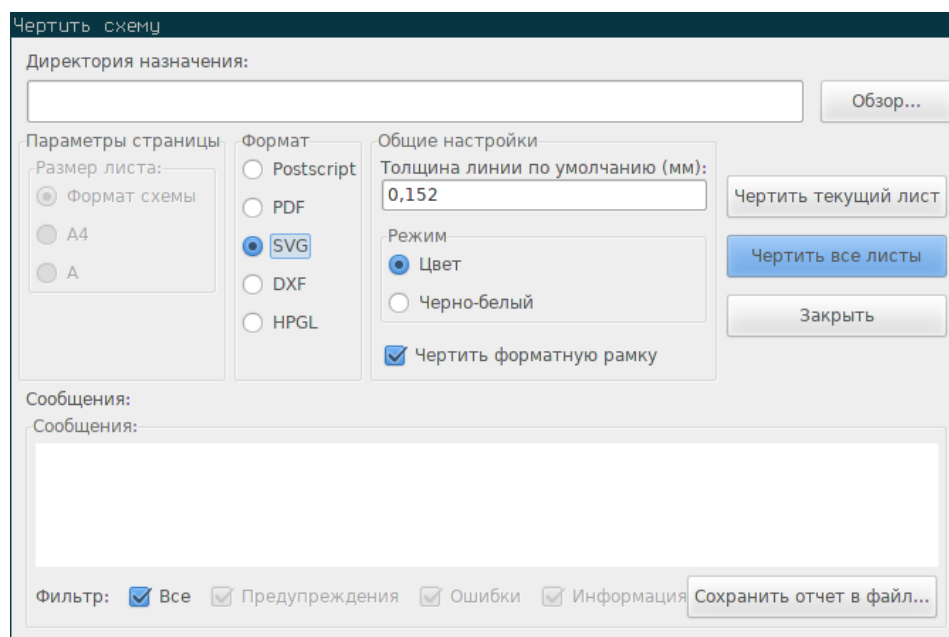 Чертить схему
Директория назначения:
Обзор...
Параметры страницы
Размер листа:
Формат схемы
A4
A
Формат
Postscript
PDF
SVG
DXF
HPGL
Общие настройки
Толщина линии по умолчанию (мм):
0,152
Режим
Цвет
Черно-белый
Чертить форматную рамку
Чертить текущий лист
Чертить все листы
Закрыть
Сообщения:
Сообщения:
Фильтр: Все Предупреждения Ошибки Информация Сохранить отчет в файл...